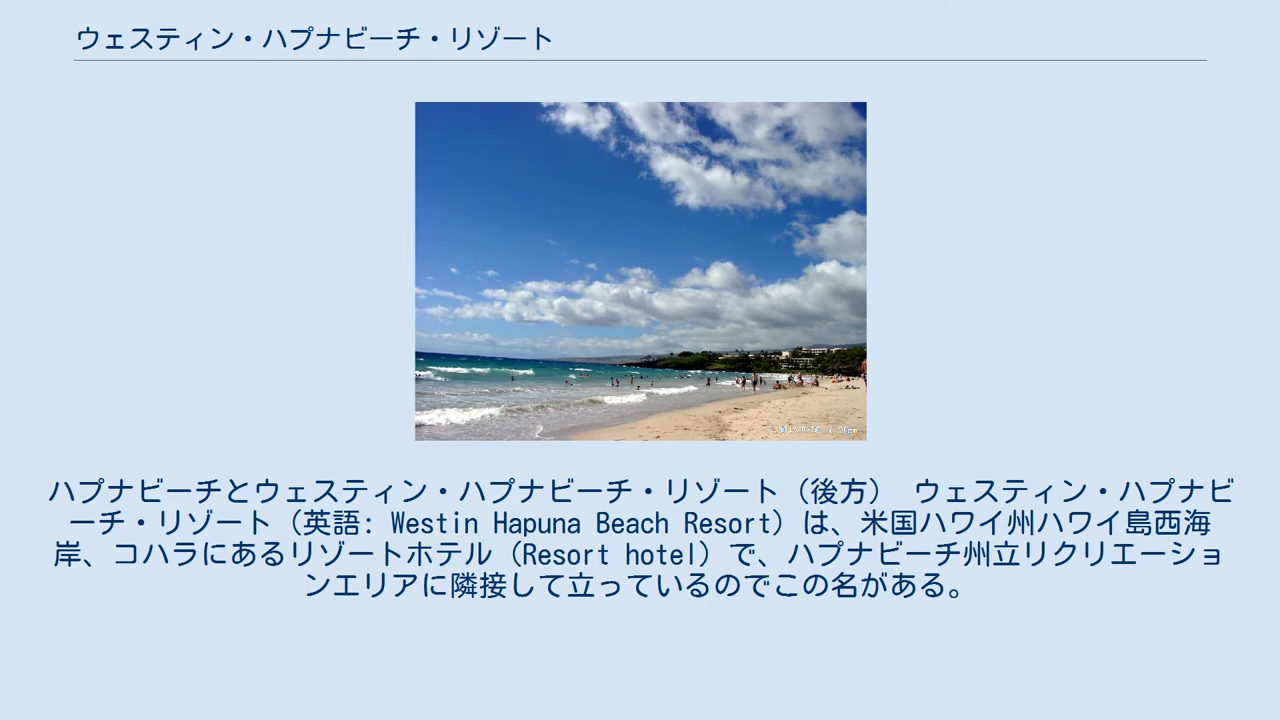 ウェスティン・ハプナビーチ・リゾート
ハプナビーチとウェスティン・ハプナビーチ・リゾート（後方） ウェスティン・ハプナビ
ーチ・リゾート（英語: Westin Hapuna Beach Resort）は、米国ハワイ州ハワイ島西海
岸、コハラにあるリゾートホテル（Resort hotel）で、ハプナビーチ州立リクリエーショ
ンエリアに隣接して立っているのでこの名がある。